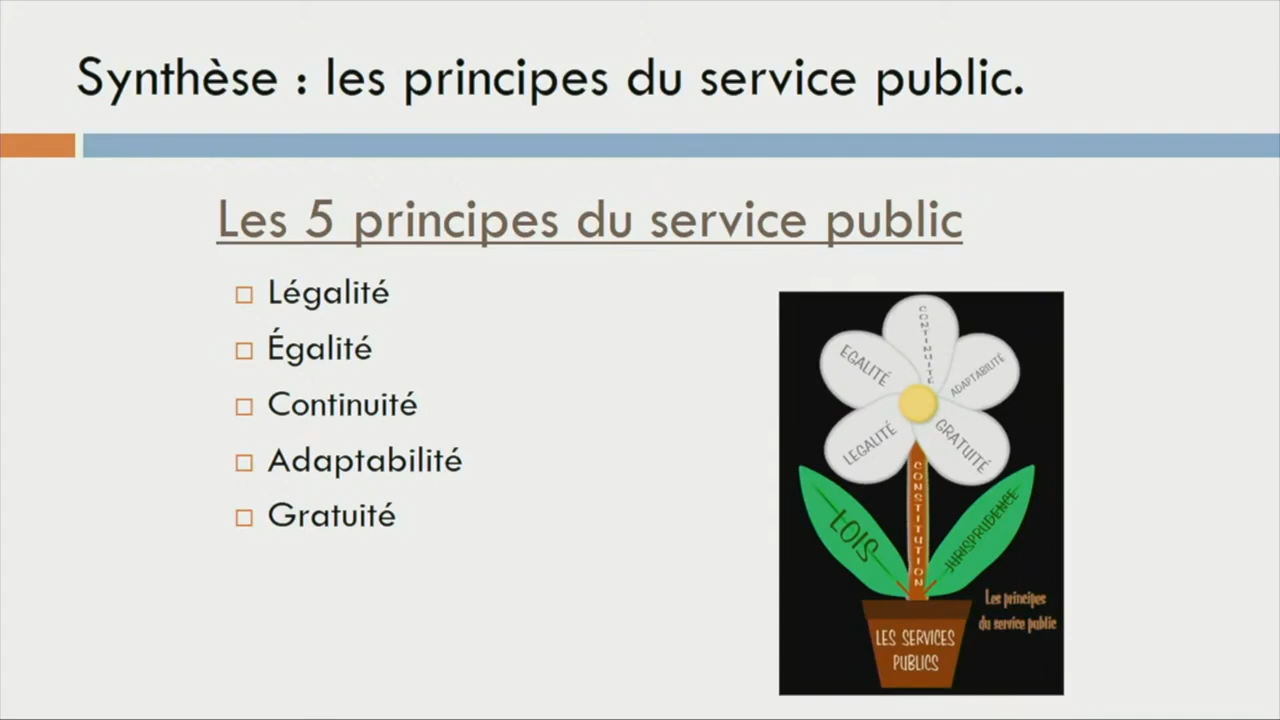 Synthèse : les principes du service public.
Les 5 principes du service public
Légalité
Égalité
Continuité
Adaptabilité
Gratuité
CONTINUITÉ
EGALITÉ
ADAPTABILITÉ
LEGALITÉ
GRATUITÉ
CONSTITUTION
LOIS
JURISPRUDENCE
Les principes
du service public
LES SERVICES
PUBLICS